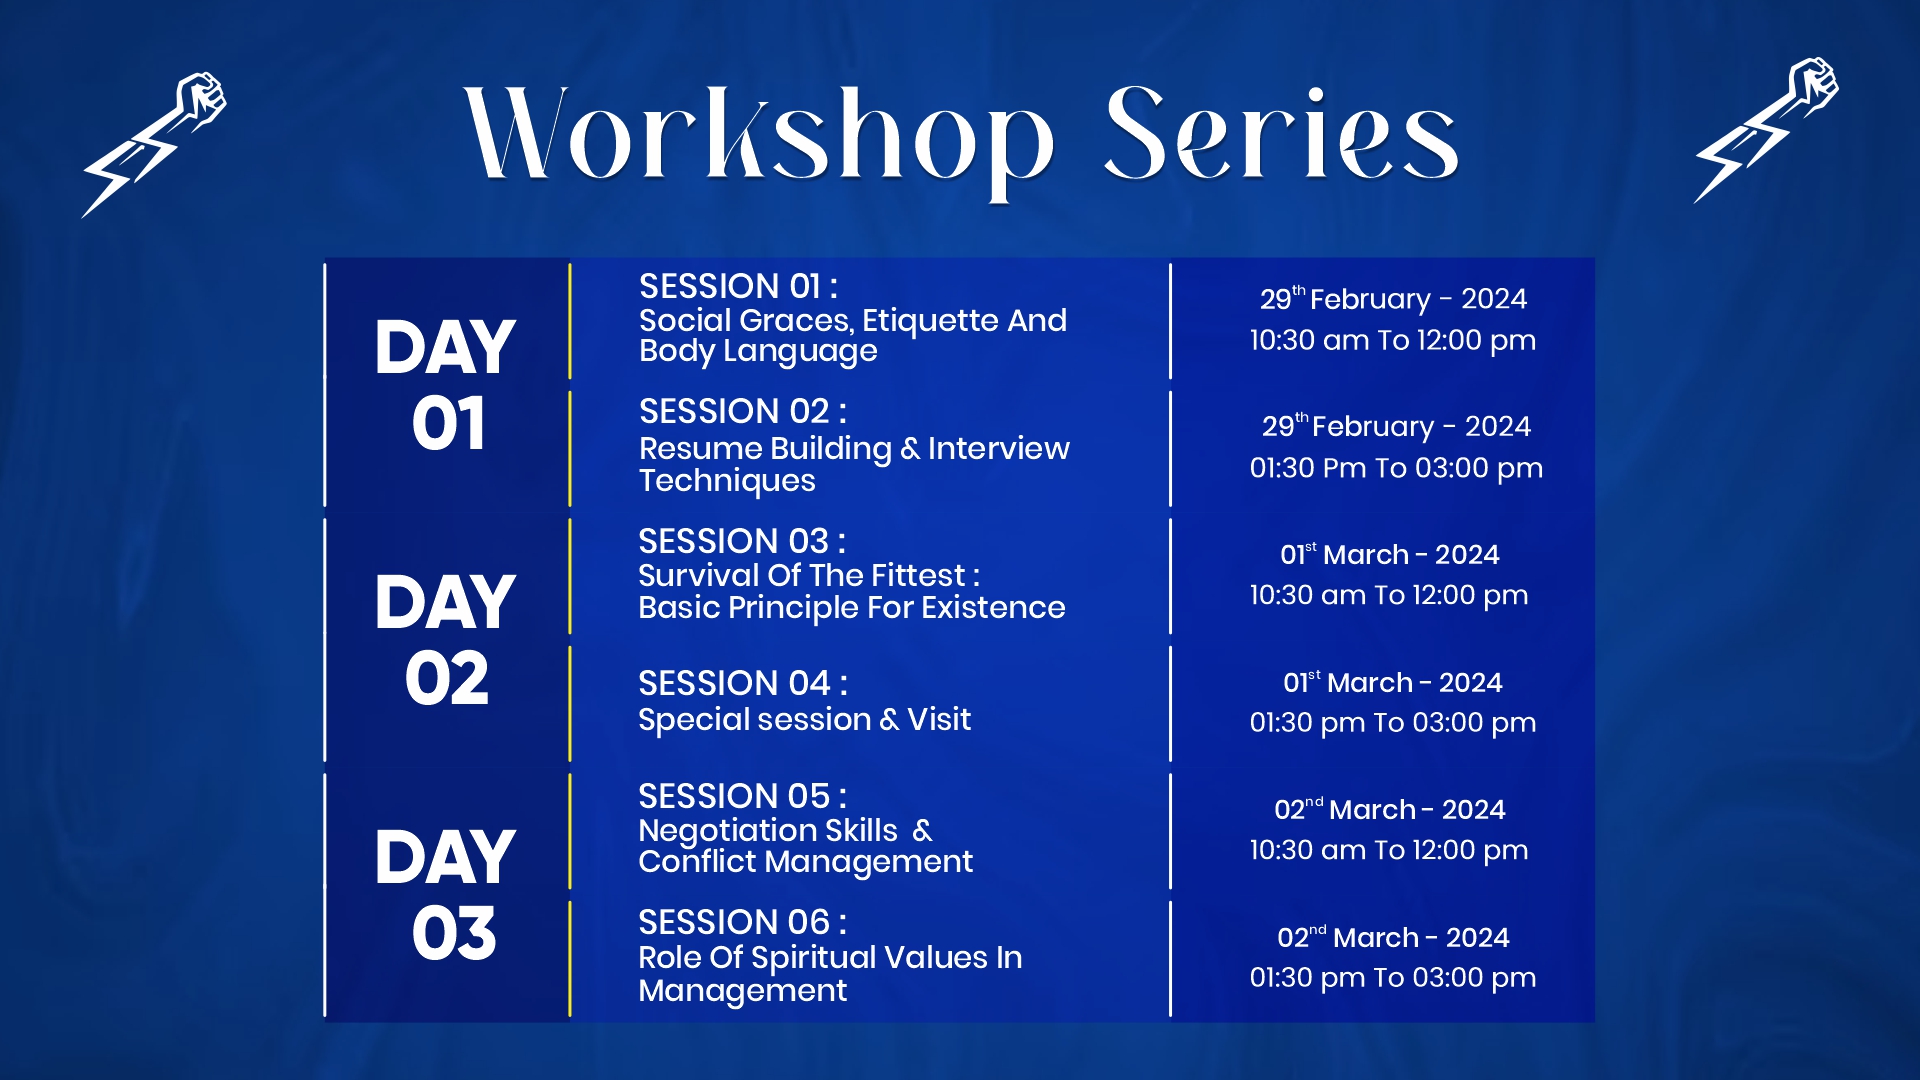 Workshop Series
DAY
01
SESSION 01 :
Social Graces, Etiquette And
Body Language
29th February - 2024
10:30 am To 12:00 pm
SESSION 02 :
Resume Building & Interview
Techniques
29th February - 2024
01:30 Pm To 03:00 pm
DAY
02
SESSION 03 :
Survival Of The Fittest :
Basic Principle For Existence
01st March - 2024
10:30 am To 12:00 pm
SESSION 04 :
Special session & Visit
01st March - 2024
01:30 pm To 03:00 pm
DAY
03
SESSION 05 :
Negotiation Skills  &
Conflict Management
02nd March - 2024
10:30 am To 12:00 pm
SESSION 06 :
Role Of Spiritual Values In
Management
02nd March - 2024
01:30 pm To 03:00 pm